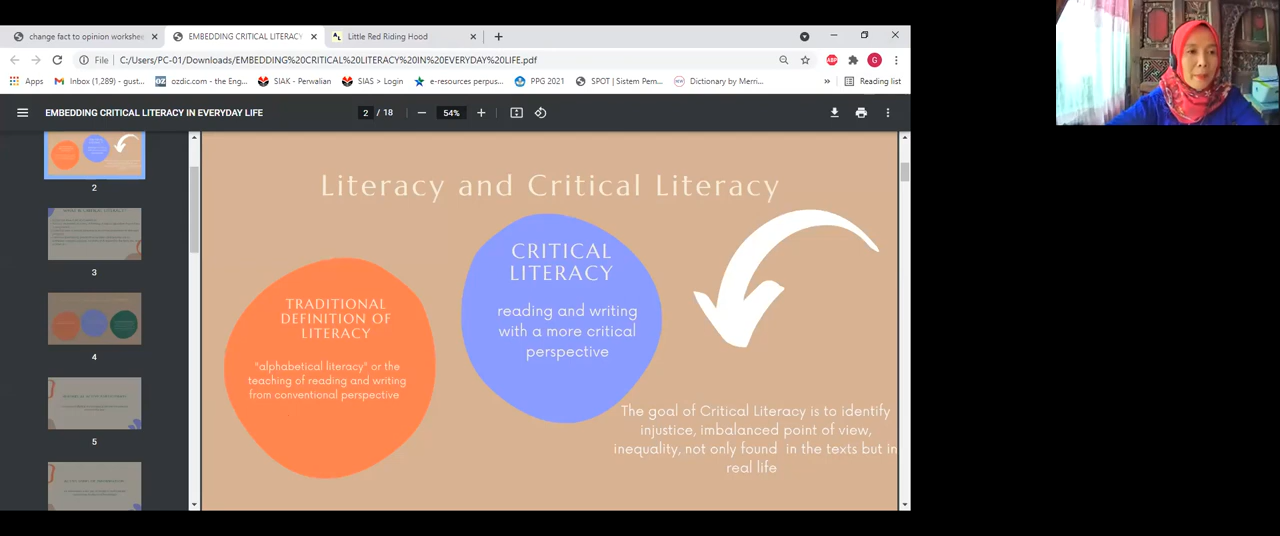 change fact to opinion workshee
EMBEDDING CRITICAL LITERACY
Little Red Riding Hood
File
C:/Users/PC-01/Downloads/EMBEDDING%20CRITICAL%20LITERACY%20IN%20EVERYDAY%20LIFE.pdf
G
Apps
Inbox (1,289) - gust...
ozdic.com - the Eng...
SIAK - Perwalian
SIAS > Login
e-resources perpus...
PPG 2021
SPOT | Sistem Pem...
Dictionary by Merri...
»
Reading list
EMBEDDING CRITICAL LITERACY IN EVERYDAY LIFE
2 / 18
54%
2
3
4
5
Literacy and Critical Literacy
TRADITIONAL
DEFINITION OF
LITERACY
"alphabetical literacy" or the
teaching of reading and writing
from conventional perspective
CRITICAL
LITERACY
reading and writing
with a more critical
perspective
The goal of Critical Literacy is to identify
injustice, imbalanced point of view,
inequality, not only found in the texts but in
real life